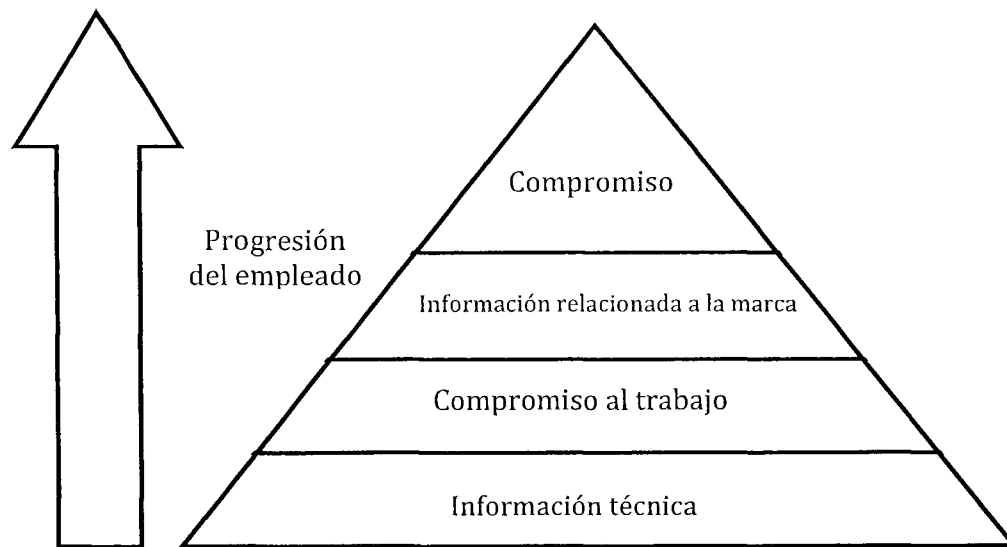 Compromiso
Progresión
del empleado
Información relacionada a la marca
Compromiso al trabajo
Información técnica